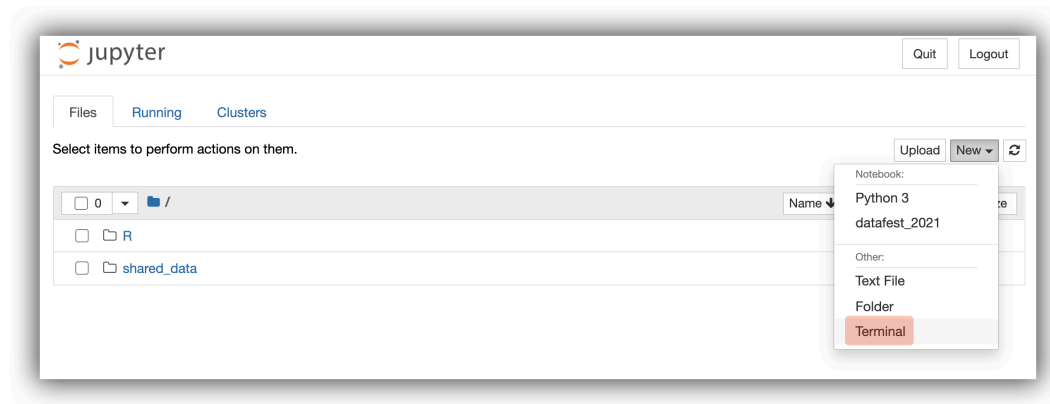 jupyter
Quit Logout
Files Running Clusters
Select items to perform actions on them.
Upload New
0 /
Name
R
shared_data
Notebook:
Python 3
datafest_2021
Other:
Text File
Folder
Terminal